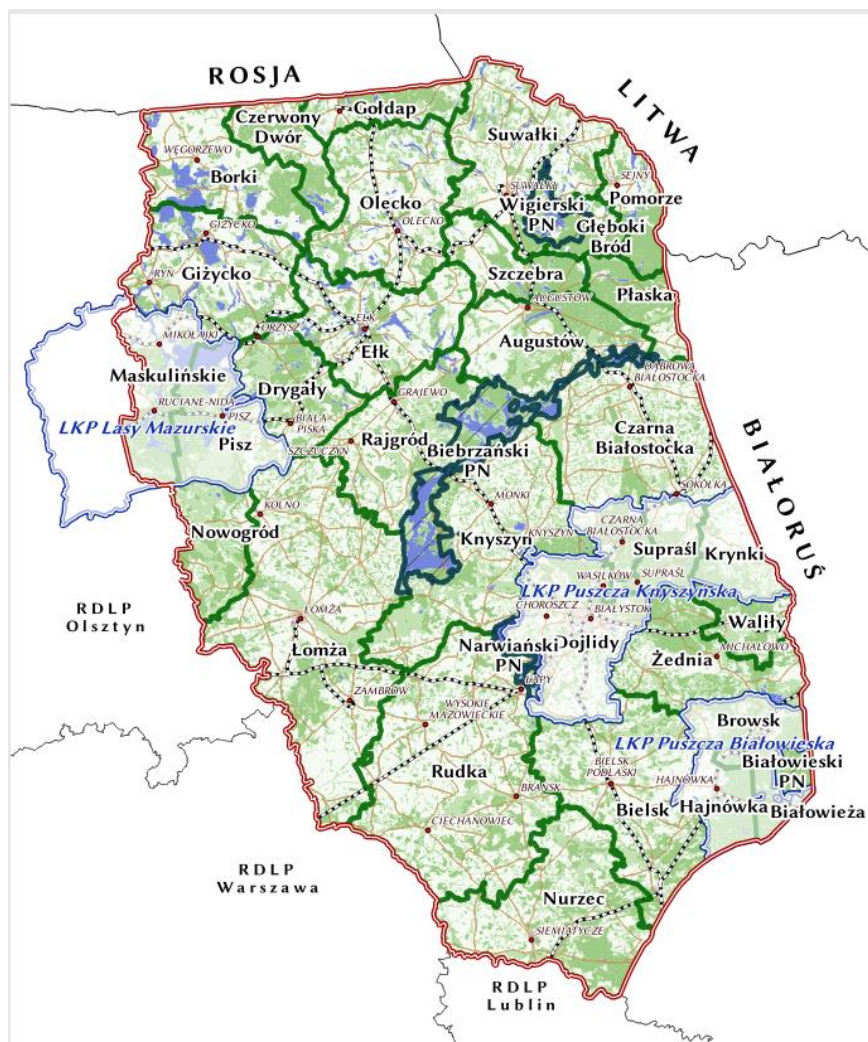 ROSJA
LITWA
BIAŁORUŚ
Gołdap
Czerwony
Dwór
WĘGORZEWO
Borki
Suwałki
SUWAŁKI
SEJNY
Pomorze
Wigierski
PN
Głęboki
Bród
Olecko
OLECKO
GIŻYCKO
Giżycko
RYN
Szczebra
Płaska
AUGUSTÓW
Augustów
MIKOŁAJKI
ORZYSZ
EŁK
Ełk
Maskulińskie
Drygały
GRAJEWO
DĄBROWA
BIAŁOSTOCKA
RUCIANE-NIDA
PISZ
BIAŁA
PISKA
LKP Lasy Mazurskie
Pisz
SZCZUCZYN
Rajgród
Biebrzański
PN
Czarna
Białostocka
SOKÓŁKA
KOLNO
MOŃKI
Nowogród
Knyszyn
KNYSZYN
CZARNA
BIAŁOSTOCKA
Supraśl
Krynki
WASILKÓW
SUPRAŚL
LKP Puszcza Knyszyńska
CHOROSZCZ
BIAŁYSTOK
RDLP
Olsztyn
ŁOMŻA
Łomża
Narwiański
PN
Dojlidy
Waliły
MICHAŁOWO
Żednia
ŁAPY
ZAMBRÓW
WYSOKIE
MAZOWIECKIE
Browsk
LKP Puszcza Białowieska
Białowieski
PN
Rudka
BIELSK
PODLASKI
HAJNÓWKA
BRAŃSK
Bielsk
Hajnówka
Białowieża
CIECHANOWIEC
RDLP
Warszawa
Nurzec
SIEMIATYCZE
RDLP
Lublin